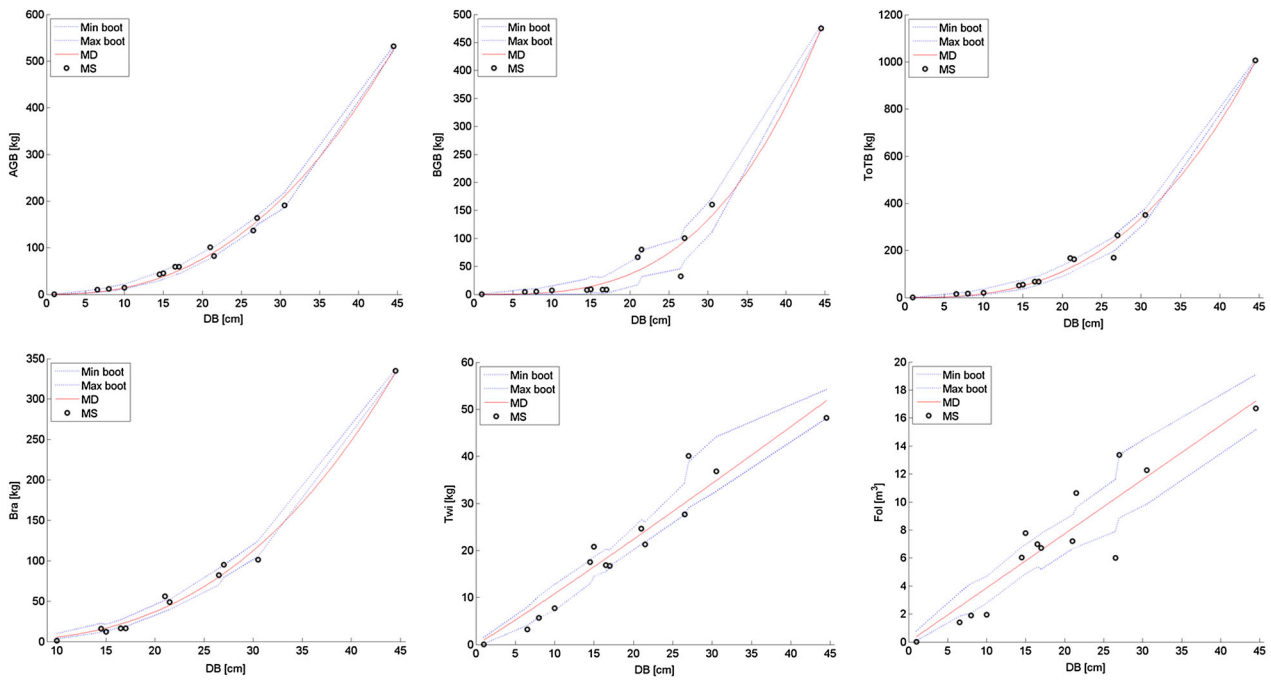 600
500
400
300
200
100
0
AGB [kg]
Min boot
Max boot
MD
MS
0 5 10 15 20 25 30 35 40 45
DB [cm]
500
450
400
350
300
250
200
150
100
50
0
BGB [kg]
Min boot
Max boot
MD
MS
0 5 10 15 20 25 30 35 40 45
DB [cm]
1200
1000
800
600
400
200
0
ToTB [kg]
Min boot
Max boot
MD
MS
0 5 10 15 20 25 30 35 40 45
DB [cm]
350
300
250
200
150
100
50
0
Bra [kg]
Min boot
Max boot
MD
MS
10 15 20 25 30 35 40 45
DB [cm]
60
50
40
30
20
10
0
Twi [kg]
Min boot
Max boot
MD
MS
0 5 10 15 20 25 30 35 40 45
DB [cm]
20
18
16
14
12
10
8
6
4
2
0
Fol [m³]
Min boot
Max boot
MD
MS
0 5 10 15 20 25 30 35 40 45
DB [cm]